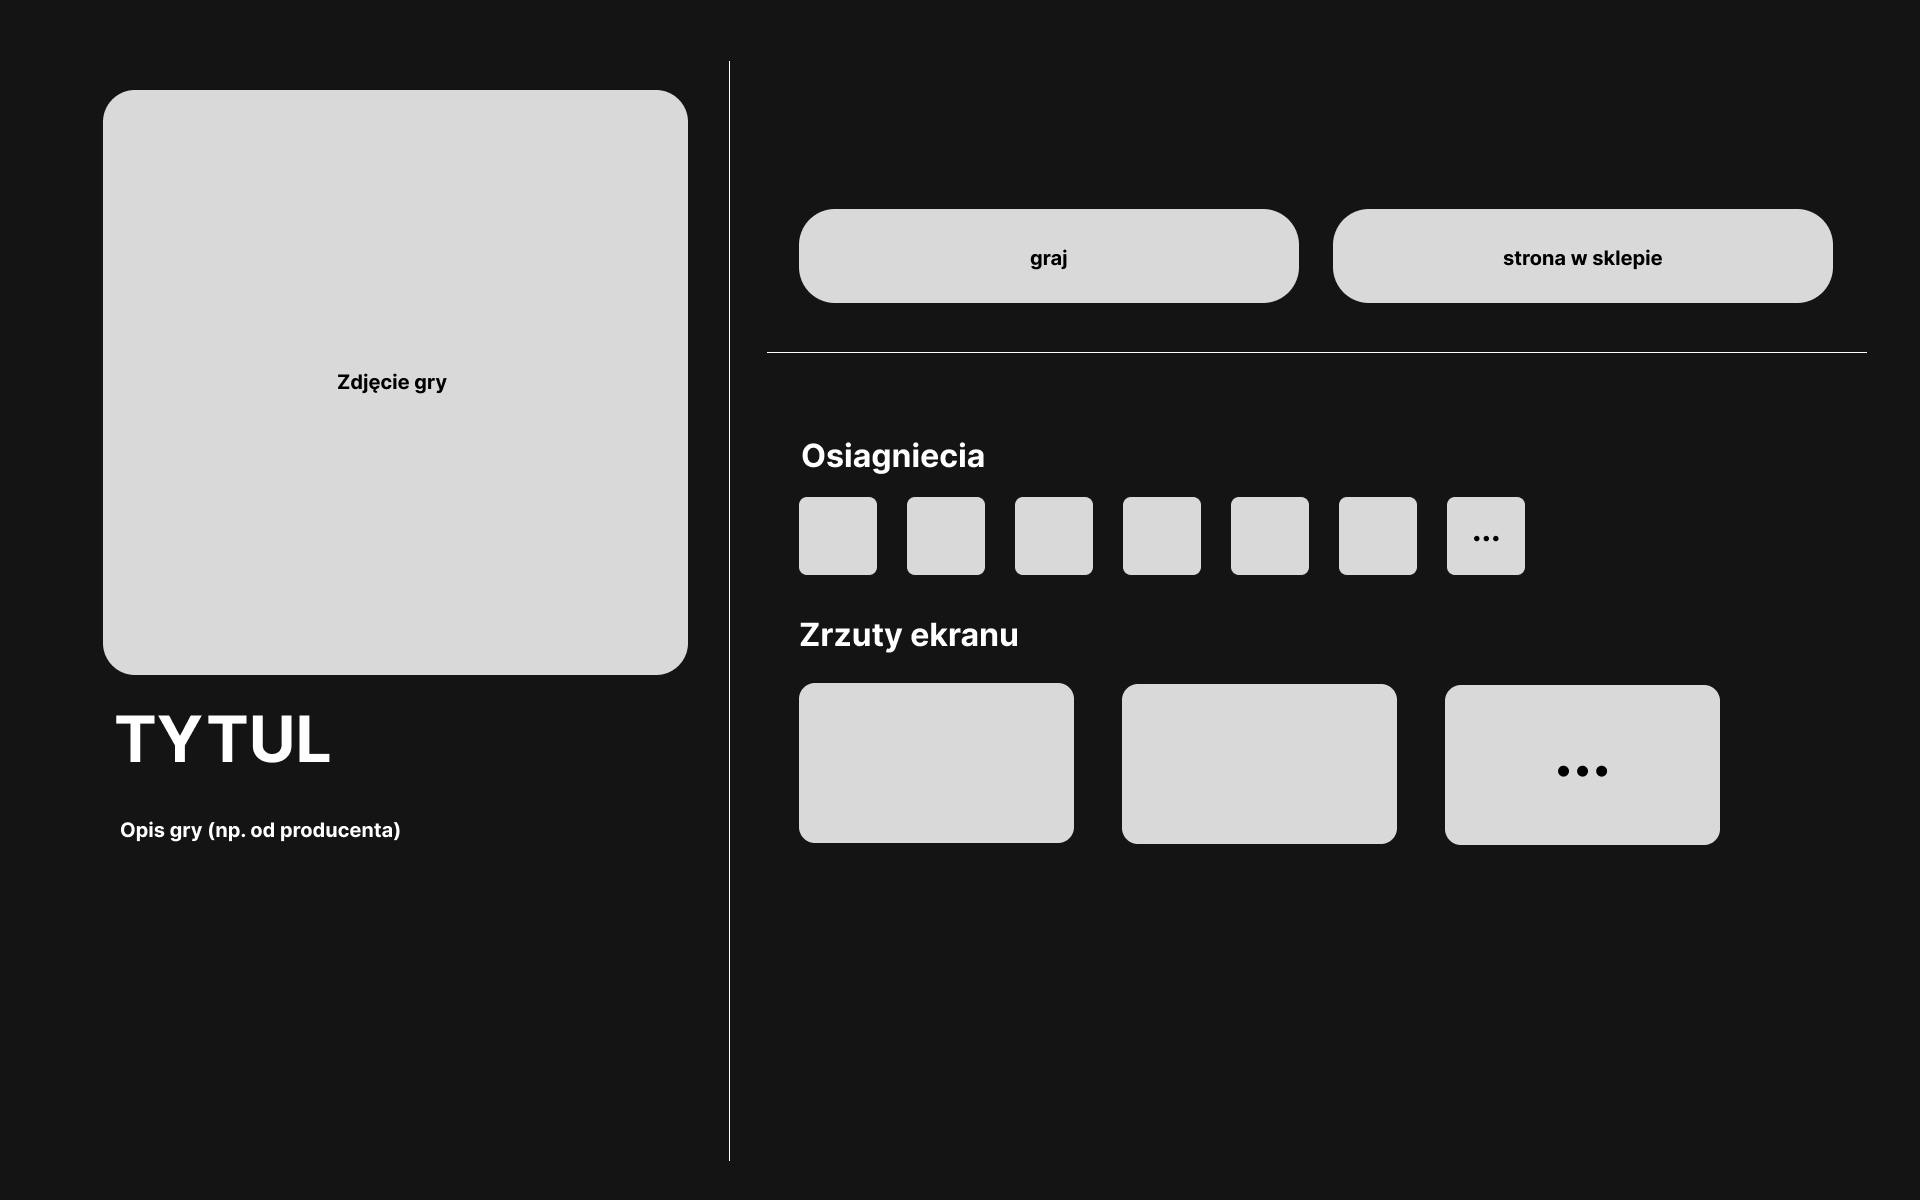 Zdjęcie gry
TYTUL
Opis gry (np. od producenta)
graj
strona w sklepie
Osiagniecia
...
Zrzuty ekranu
...